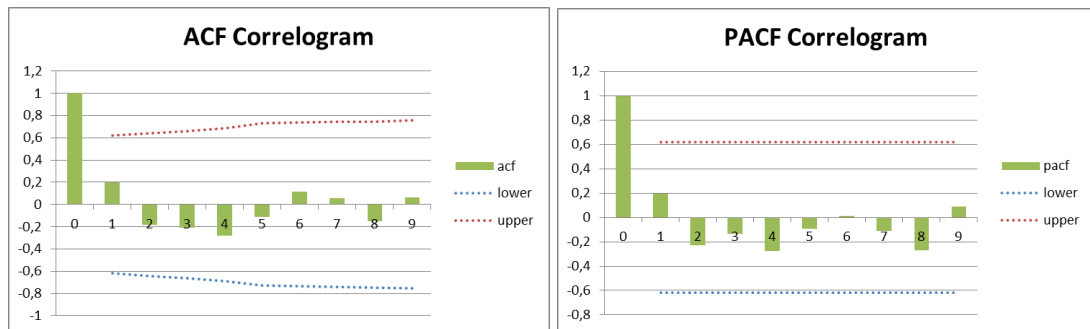 ACF Correlogram
1,2
1
0,8
0,6
0,4
0,2
0
-0,2
-0,4
-0,6
-0,8
-1
0 1 2 3 4 5 6 7 8 9
acf
lower
upper
PACF Correlogram
1,2
1
0,8
0,6
0,4
0,2
0
-0,2
-0,4
-0,6
-0,8
0 1 2 3 4 5 6 7 8 9
pacf
lower
upper